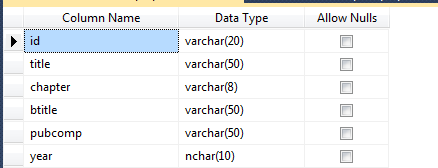 Column Name Data Type Allow Nulls
id varchar(20)
title varchar(50)
chapter varchar(8)
btitle varchar(50)
pubcomp varchar(50)
year nchar(10)